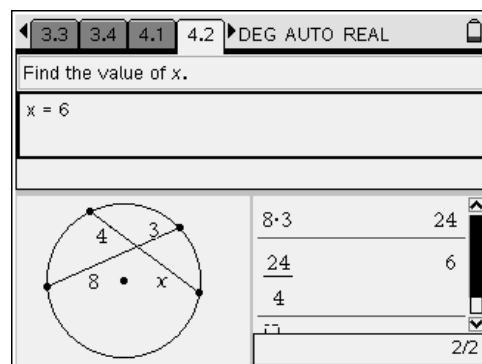 3.3 3.4 4.1 4.2 DEG AUTO REAL
Find the value of x.
x = 6
4 3
8 x
8·3 24
24
4
6
2/2